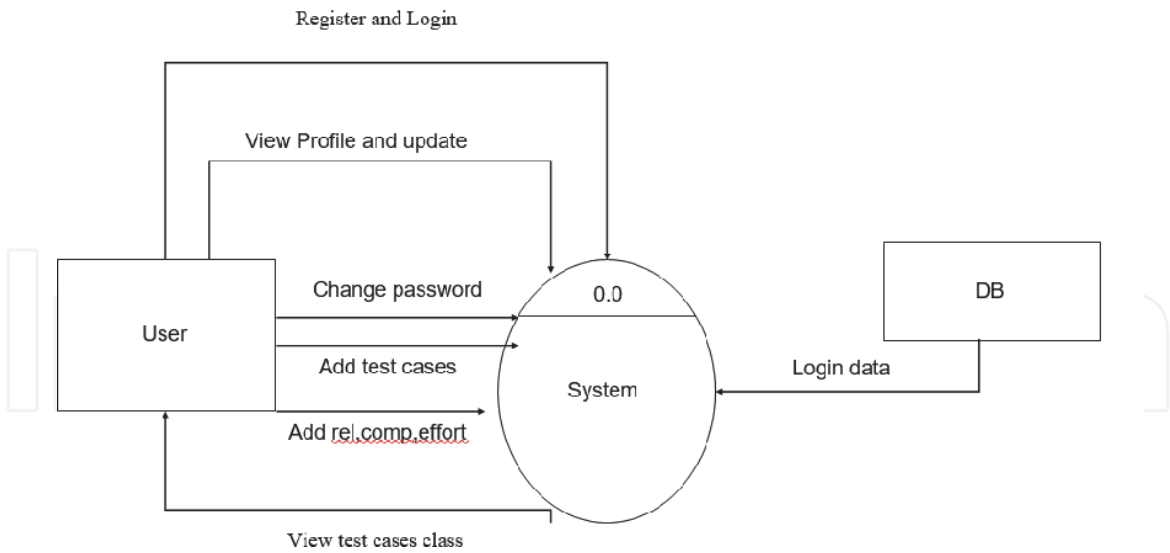 Register and Login
View Profile and update
Change password
0.0
DB
User
Add test cases
Login data
System
Add rel,comp,effort
View test cases class